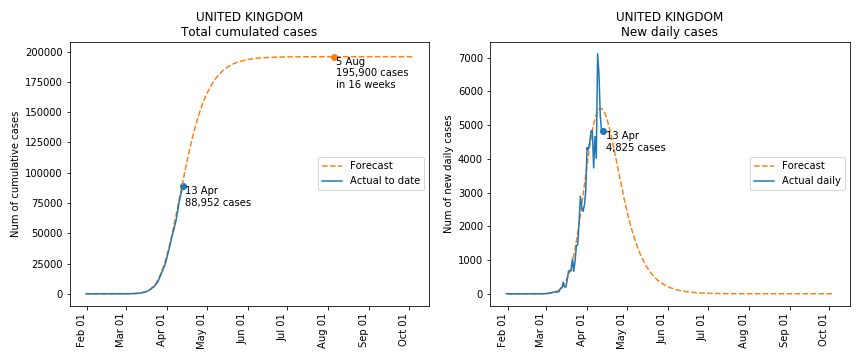 UNITED KINGDOM
Total cumulated cases
Num of cumulative cases
200000
175000
150000
125000
100000
75000
50000
25000
0
5 Aug
195,900 cases
in 16 weeks
13 Apr
88,952 cases
Forecast
Actual to date
Feb 01
Mar 01
Apr 01
May 01
Jun 01
Jul 01
Aug 01
Sep 01
Oct 01
UNITED KINGDOM
New daily cases
Num of new daily cases
7000
6000
5000
4000
3000
2000
1000
0
13 Apr
4,825 cases
Forecast
Actual daily
Feb 01
Mar 01
Apr 01
May 01
Jun 01
Jul 01
Aug 01
Sep 01
Oct 01